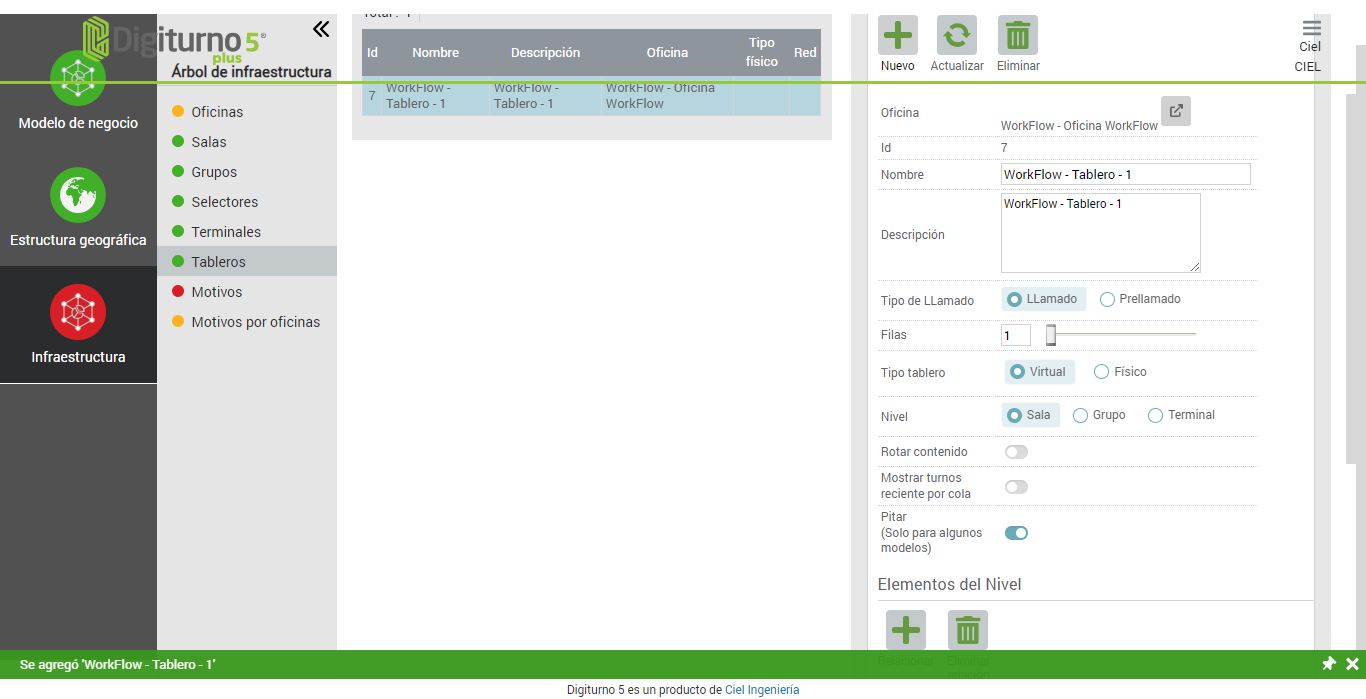 Total : 1
Digiturno 5®
plus
Árbol de infraestructura
Modelo de negocio
Estructura geográfica
Infraestructura
Oficinas
Salas
Grupos
Selectores
Terminales
Tableros
Motivos
Motivos por oficinas
Id Nombre Descripción Oficina Tipo físico Red
7 WorkFlow - Tablero - 1 WorkFlow - Tablero - 1 WorkFlow - Oficina WorkFlow
Nuevo Actualizar Eliminar
Ciel
CIEL
Oficina WorkFlow - Oficina WorkFlow
Id 7
Nombre WorkFlow - Tablero - 1
Descripción WorkFlow - Tablero - 1
Tipo de LLamado LLamado Prellamado
Filas 1
Tipo tablero Virtual Físico
Nivel Sala Grupo Terminal
Rotar contenido
Mostrar turnos
reciente por cola
Pitar
(Solo para algunos
modelos)
Elementos del Nivel
Relacionar Eliminar
relación
Se agregó 'WorkFlow - Tablero - 1'
Digiturno 5 es un producto de Ciel Ingeniería